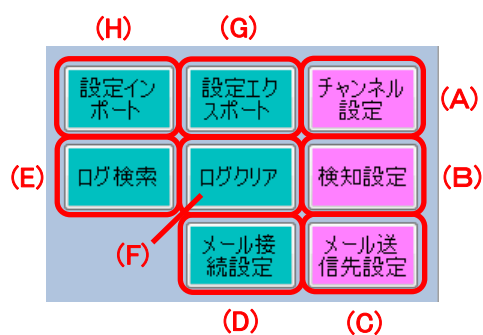 (H)
(G)
設定イン
ポート
設定エク
スポート
チャンネル
設定
(A)
(E)
ログ検索
ログクリア
検知設定
(B)
(F)
メール接
続設定
メール送
信先設定
(D)
(C)